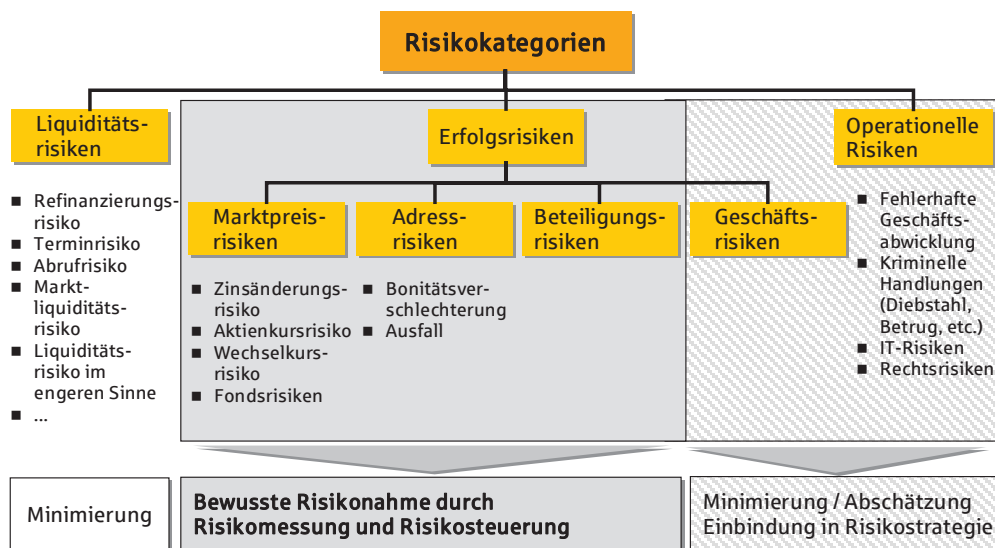 Risikokategorien
Liquiditäts-
risiken
Erfolgsrisiken
Operationelle
Risiken
■ Refinanzierungs-
risiko
■ Terminrisiko
■ Abrufrisiko
■ Markt-
liquiditäts-
risiko
■ Liquiditäts-
risiko im
engeren Sinne
■ ...
Marktpreis-
risiken
Adress-
risiken
Beteiligungs-
risiken
Geschäfts-
risiken
■ Zinsänderungs-
risiko
■ Aktienkursrisiko
■ Wechselkurs-
risiko
■ Fondsrisiken
■ Bonitätsver-
schlechterung
■ Ausfall
■ Fehlerhafte
Geschäfts-
abwicklung
■ Kriminelle
Handlungen
(Diebstahl,
Betrug, etc.)
■ IT-Risiken
■ Rechtsrisiken
Minimierung
Bewusste Risikonahme durch
Risikomessung und Risikosteuerung
Minimierung / Abschätzung
Einbindung in Risikostrategie